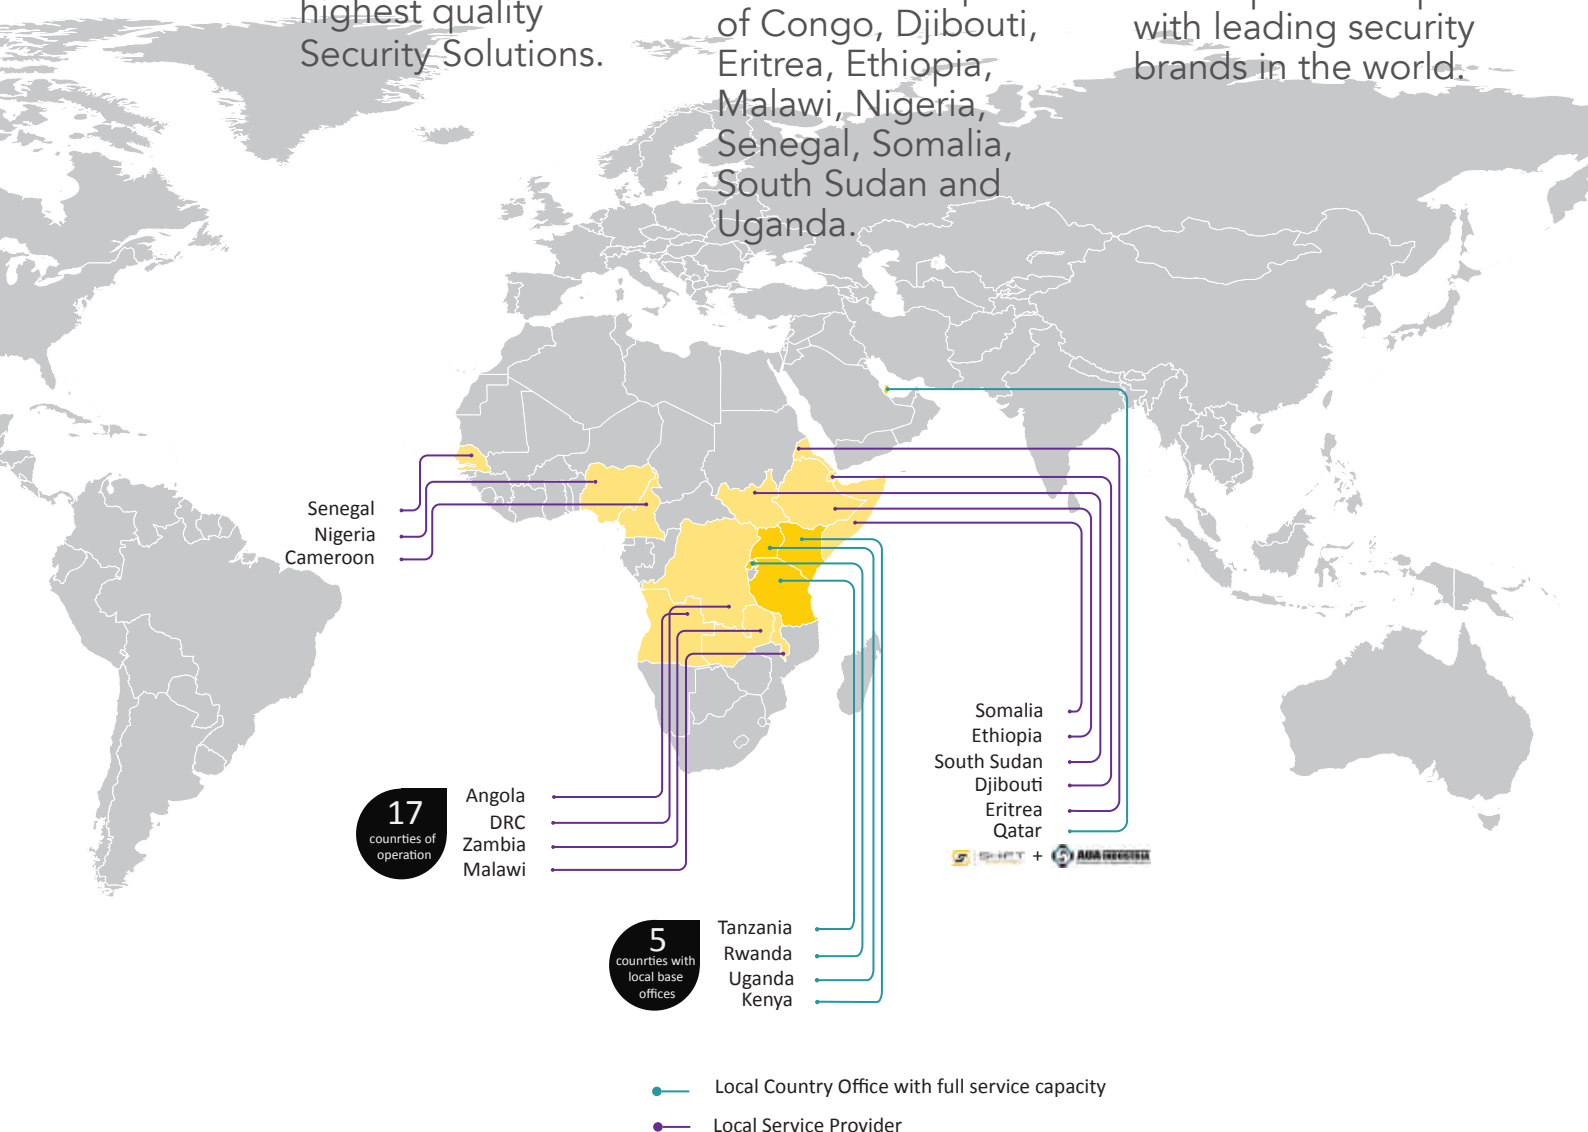 highest quality
Security Solutions.
of Congo, Djibouti,
Eritrea, Ethiopia,
Malawi, Nigeria,
Senegal, Somalia,
South Sudan and
Uganda.
with leading security
brands in the world.
Senegal
Nigeria
Cameroon
Somalia
Ethiopia
South Sudan
Djibouti
Eritrea
Qatar
+
17
counrties of
operation
Angola
DRC
Zambia
Malawi
5
counrties with
local base
offices
Tanzania
Rwanda
Uganda
Kenya
Local Country Office with full service capacity
Local Service Provider